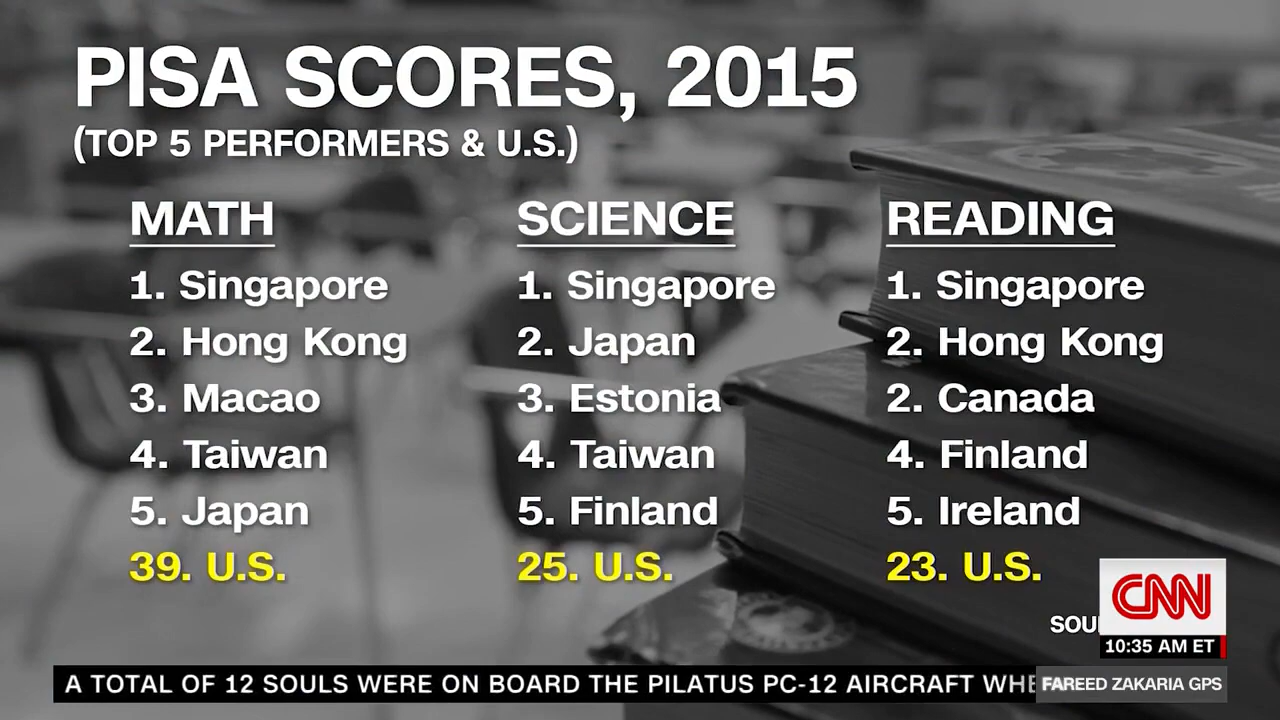 PISA SCORES, 2015
(TOP 5 PERFORMERS & U.S.)
MATH
1. Singapore
2. Hong Kong
3. Macao
4. Taiwan
5. Japan
39. U.S.
SCIENCE
1. Singapore
2. Japan
3. Estonia
4. Taiwan
5. Finland
25. U.S.
READING
1. Singapore
2. Hong Kong
2. Canada
4. Finland
5. Ireland
23. U.S.
CNN
10:35 AM ET
A TOTAL OF 12 SOULS WERE ON BOARD THE PILATUS PC-12 AIRCRAFT
FAREED ZAKARIA GPS